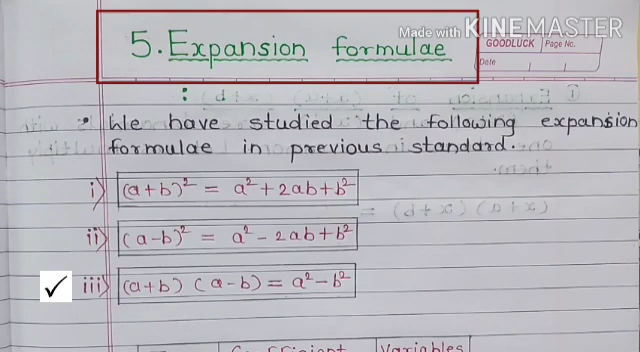 Made with KINEMASTER
5. Expansion formulae
GOODLUCK Page No.
Date
We have studied the following expansion
formulae in previous standard.
i) (a+b)² = a²+2ab+b²
ii) (a-b)² = a²-2ab+b²
✓ iii) (a+b) (a-b) = a²-b²
Variables